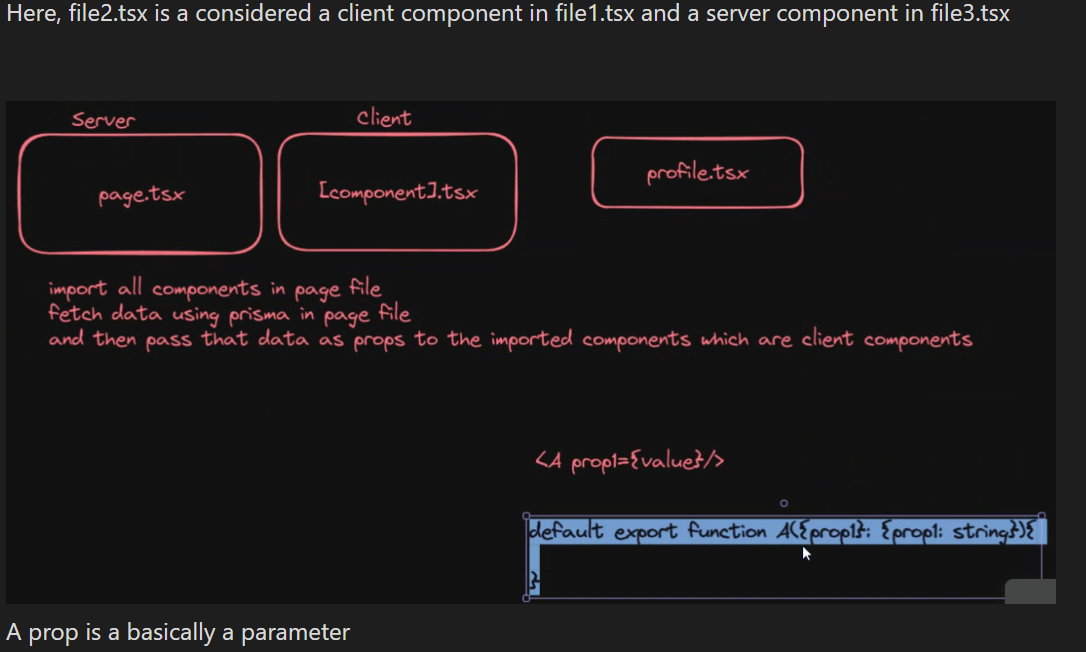 Here, file2.tsx is a considered a client component in file1.tsx and a server component in file3.tsx
Server
Client
page.tsx
[component].tsx
profile.tsx
import all components in page file
fetch data using prisma in page file
and then pass that data as props to the imported components which are client components
<A prop1={value}/>
default export function A({prop1}: {prop1: string}){
}
A prop is a basically a parameter